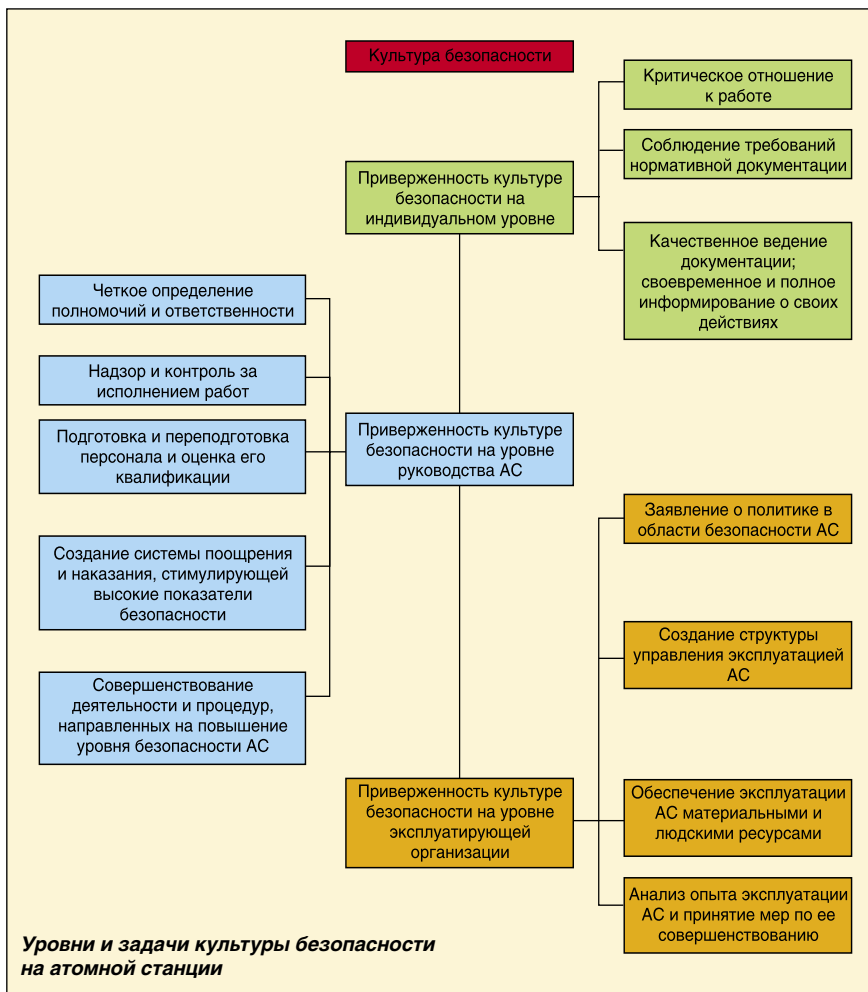 Культура безопасности
Критическое отношение
к работе
Соблюдение требований
нормативной документации
Приверженность культуре
безопасности на
индивидуальном уровне
Качественное ведение
документации;
своевременное и полное
информирование о своих
действиях
Четкое определение
полномочий и ответственности
Надзор и контроль за
исполнением работ
Подготовка и переподготовка
персонала и оценка его
квалификации
Приверженность культуре
безопасности на уровне
руководства АС
Создание системы поощрения
и наказания, стимулирующей
высокие показатели
безопасности
Совершенствование
деятельности и процедур,
направленных на повышение
уровня безопасности АС
Заявление о политике в
области безопасности АС
Создание структуры
управления эксплуатацией
АС
Приверженность культуре
безопасности на уровне
эксплуатирующей
организации
Обеспечение эксплуатации
АС материальными и
людскими ресурсами
Анализ опыта эксплуатации
АС и принятие мер по ее
совершенствованию
Уровни и задачи культуры безопасности
на атомной станции